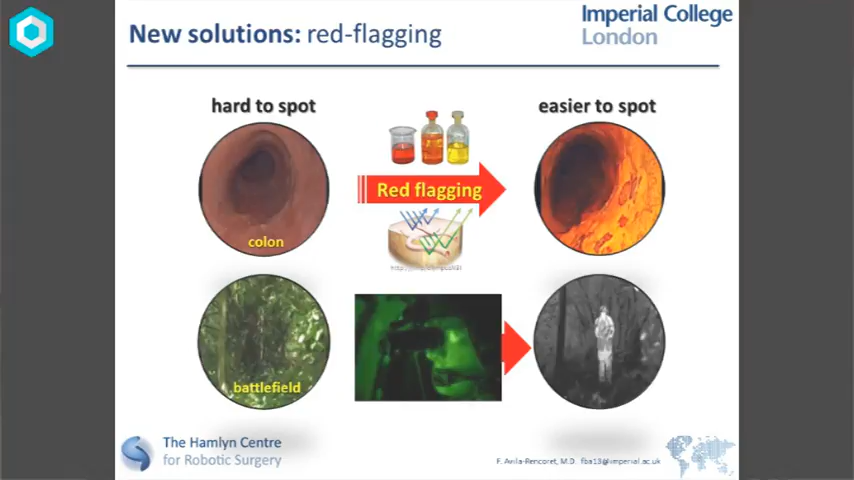 New solutions: red-flagging
Imperial College
London
hard to spot
easier to spot
Red flagging
colon
battlefield
The Hamlyn Centre
for Robotic Surgery
F. Avila-Rencoret, M.D. fba13@imperial.ac.uk